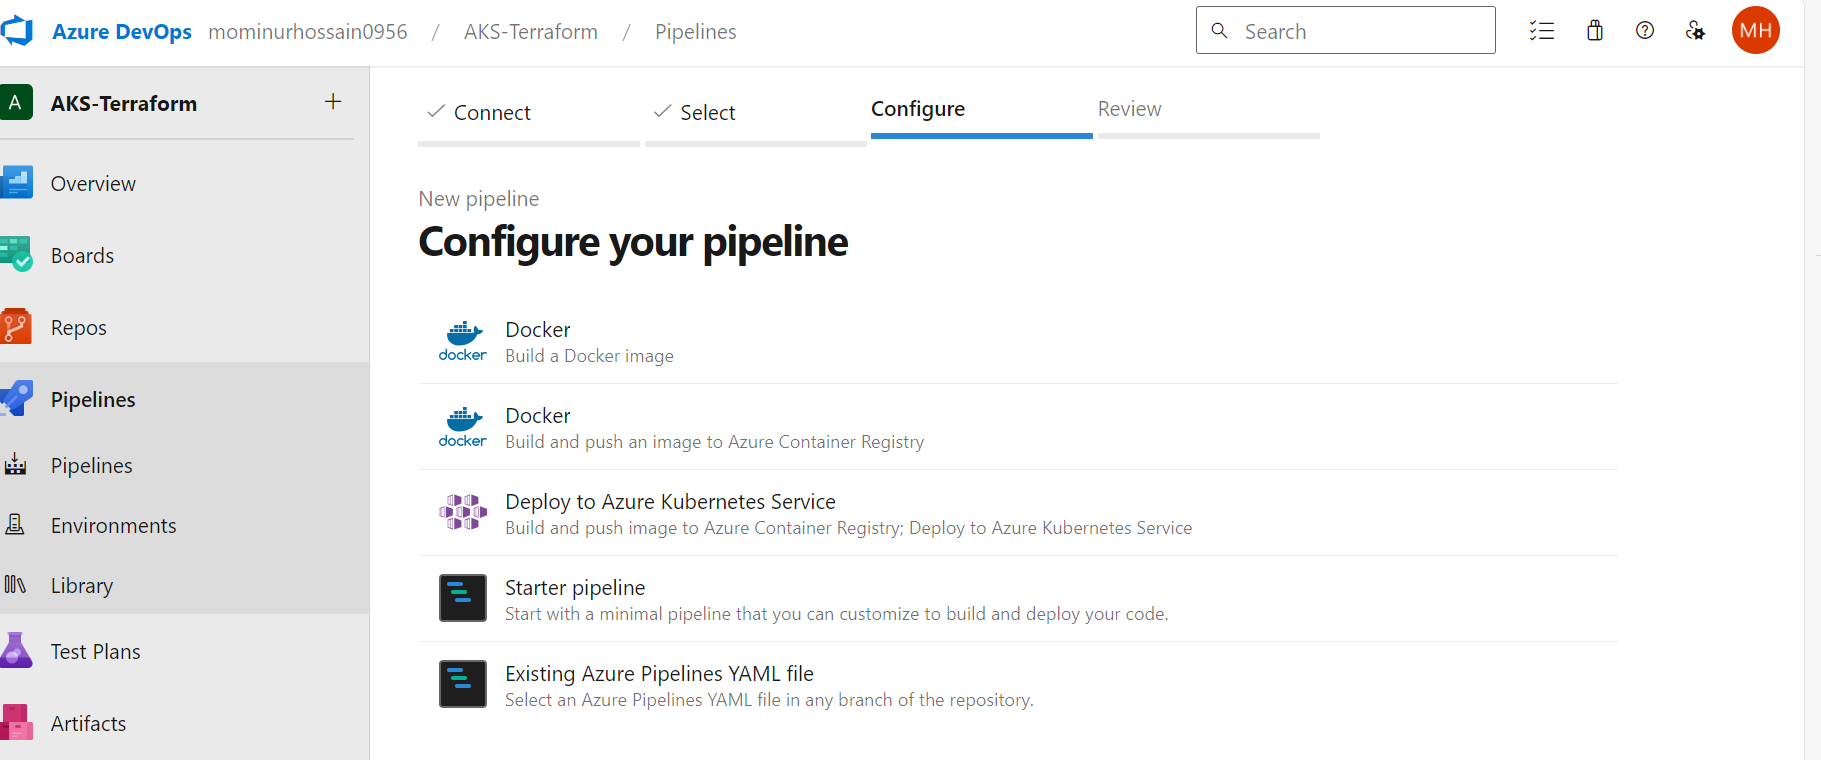 Azure DevOps mominurhossain0956 / AKS-Terraform / Pipelines
Search
MH
A AKS-Terraform +
Overview
Boards
Repos
Pipelines
Pipelines
Environments
Library
Test Plans
Artifacts
Connect
Select
Configure
Review
New pipeline
Configure your pipeline
docker
Docker
Build a Docker image
docker
Docker
Build and push an image to Azure Container Registry
Deploy to Azure Kubernetes Service
Build and push image to Azure Container Registry; Deploy to Azure Kubernetes Service
Starter pipeline
Start with a minimal pipeline that you can customize to build and deploy your code.
Existing Azure Pipelines YAML file
Select an Azure Pipelines YAML file in any branch of the repository.